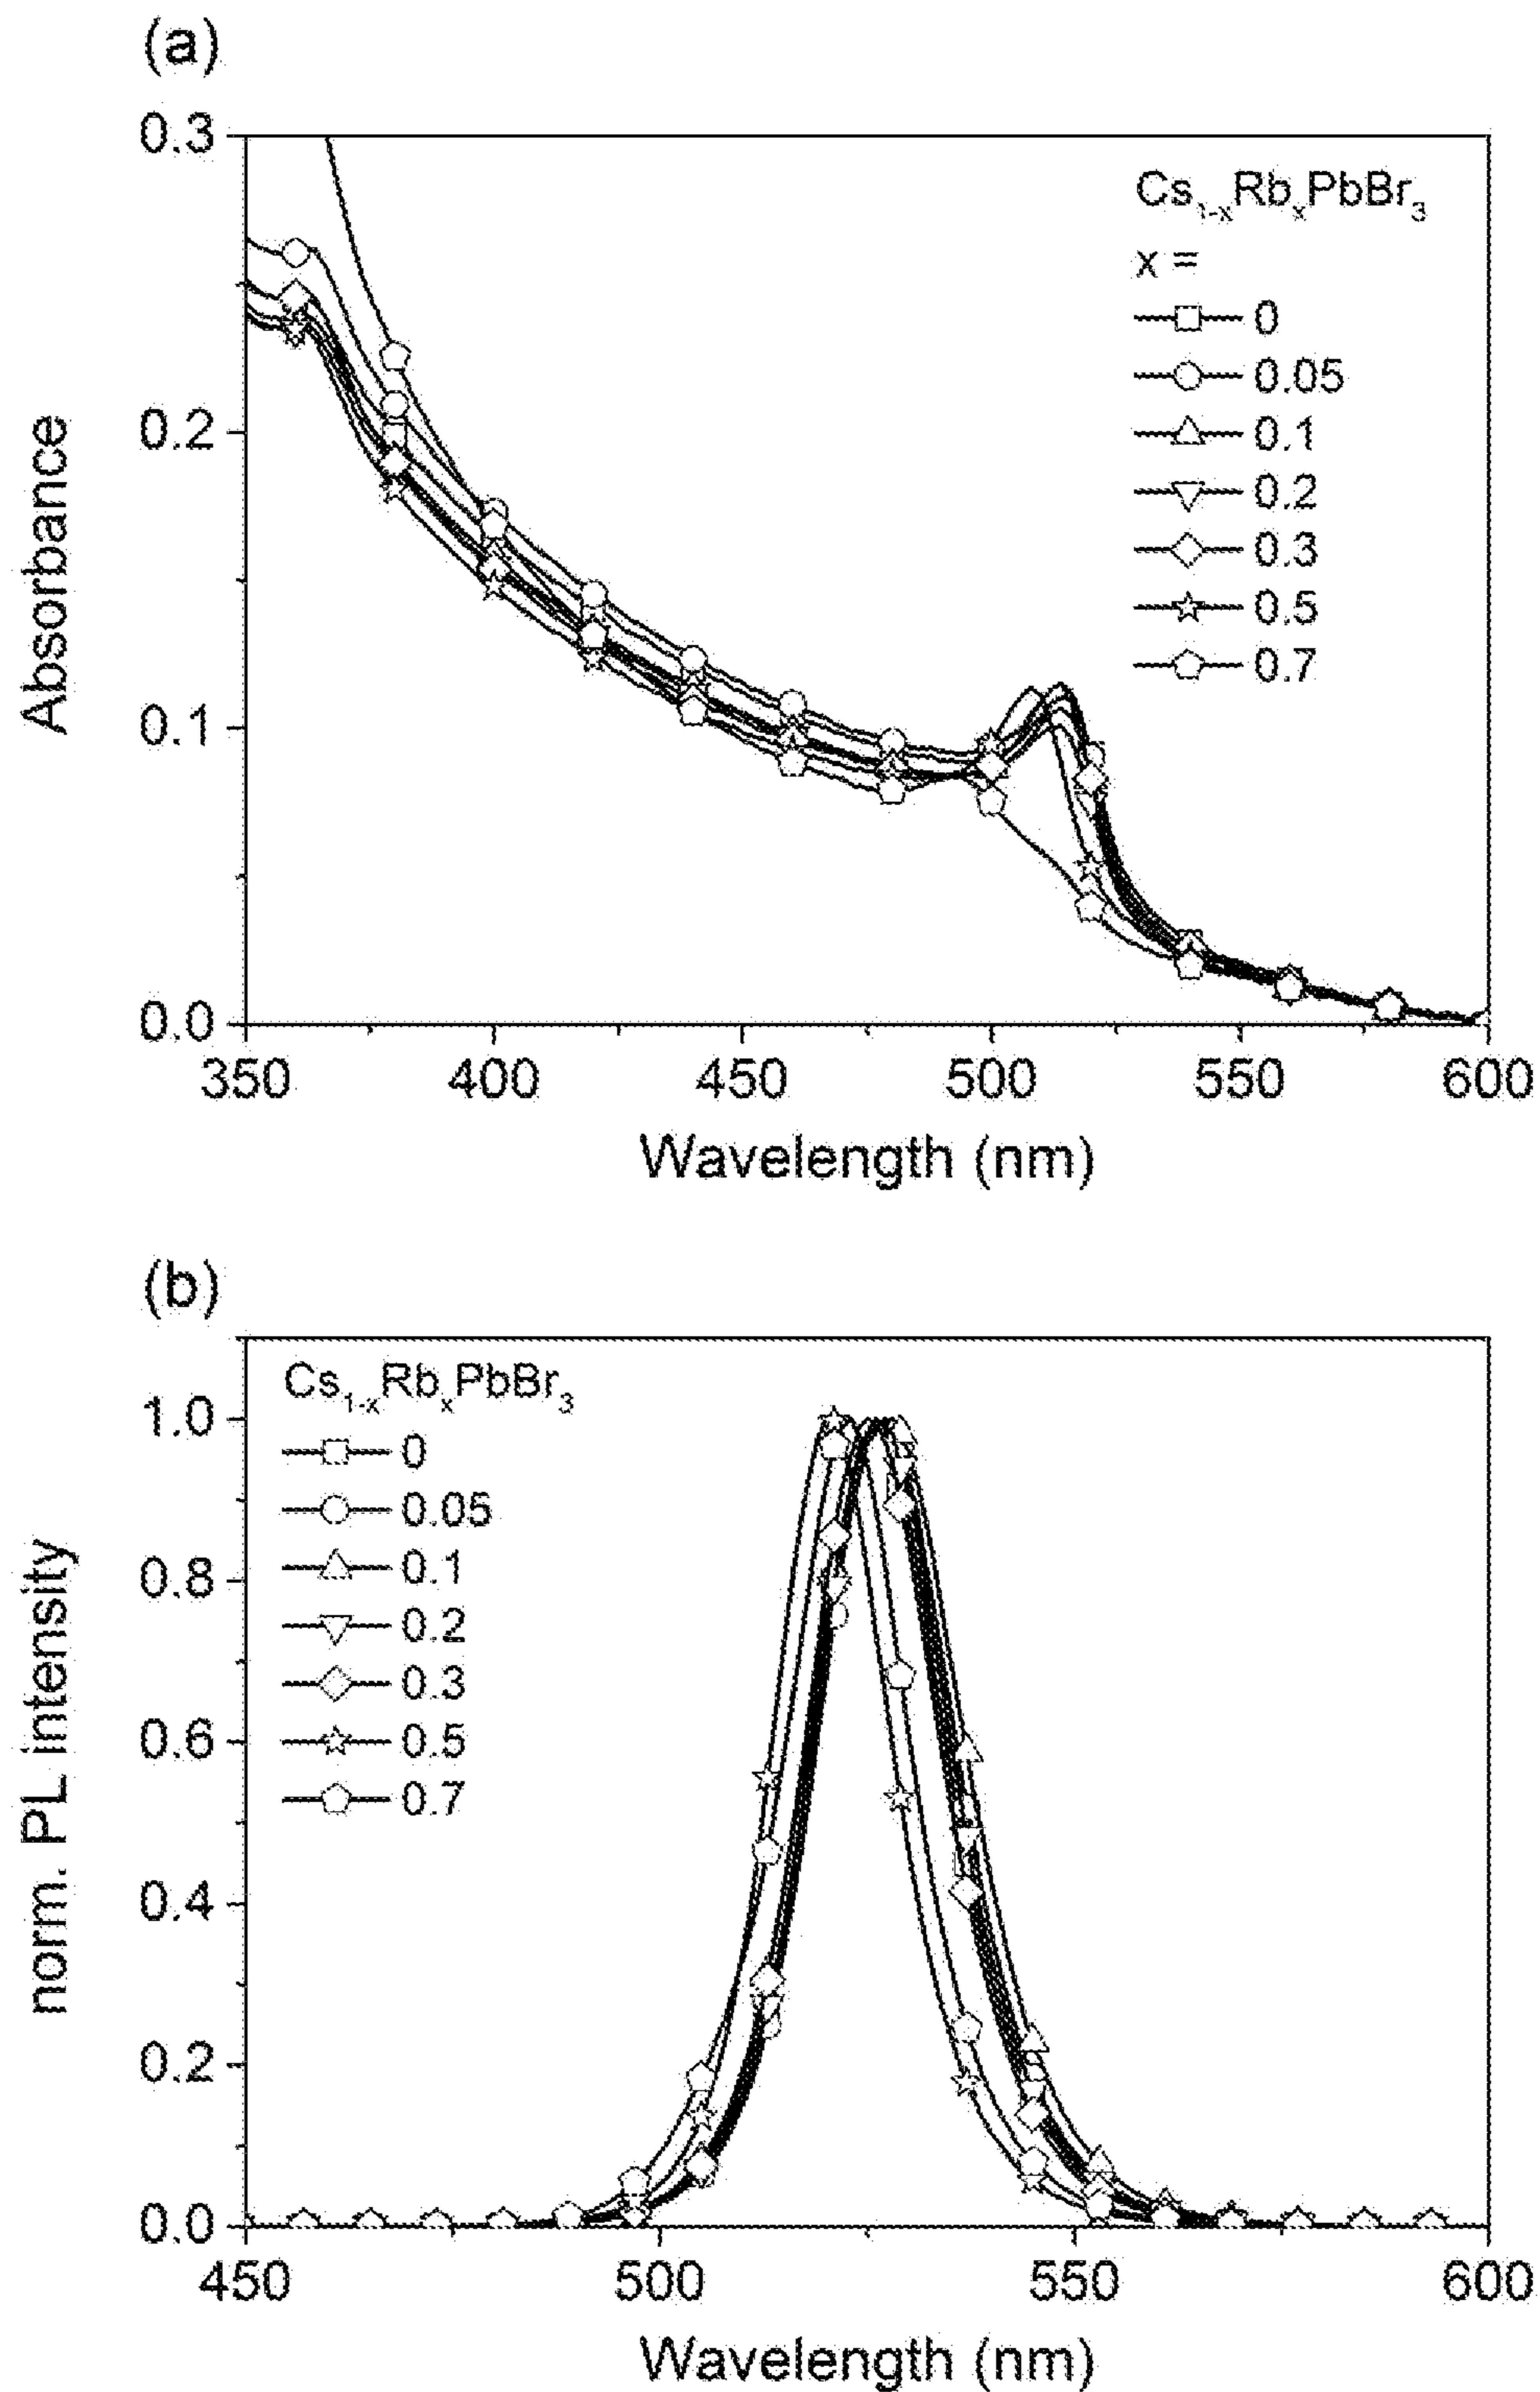 (a)
0.3
0.2
0.1
0.0
Absorbance
Cs1-xRbxPbBr3
x =
0
0.05
0.1
0.2
0.3
0.5
0.7
350 400 450 500 550 600
Wavelength (nm)
(b)
1.0
0.8
0.6
0.4
0.2
0.0
norm. PL intensity
Cs1-xRbxPbBr3
0
0.05
0.1
0.2
0.3
0.5
0.7
450 500 550 600
Wavelength (nm)